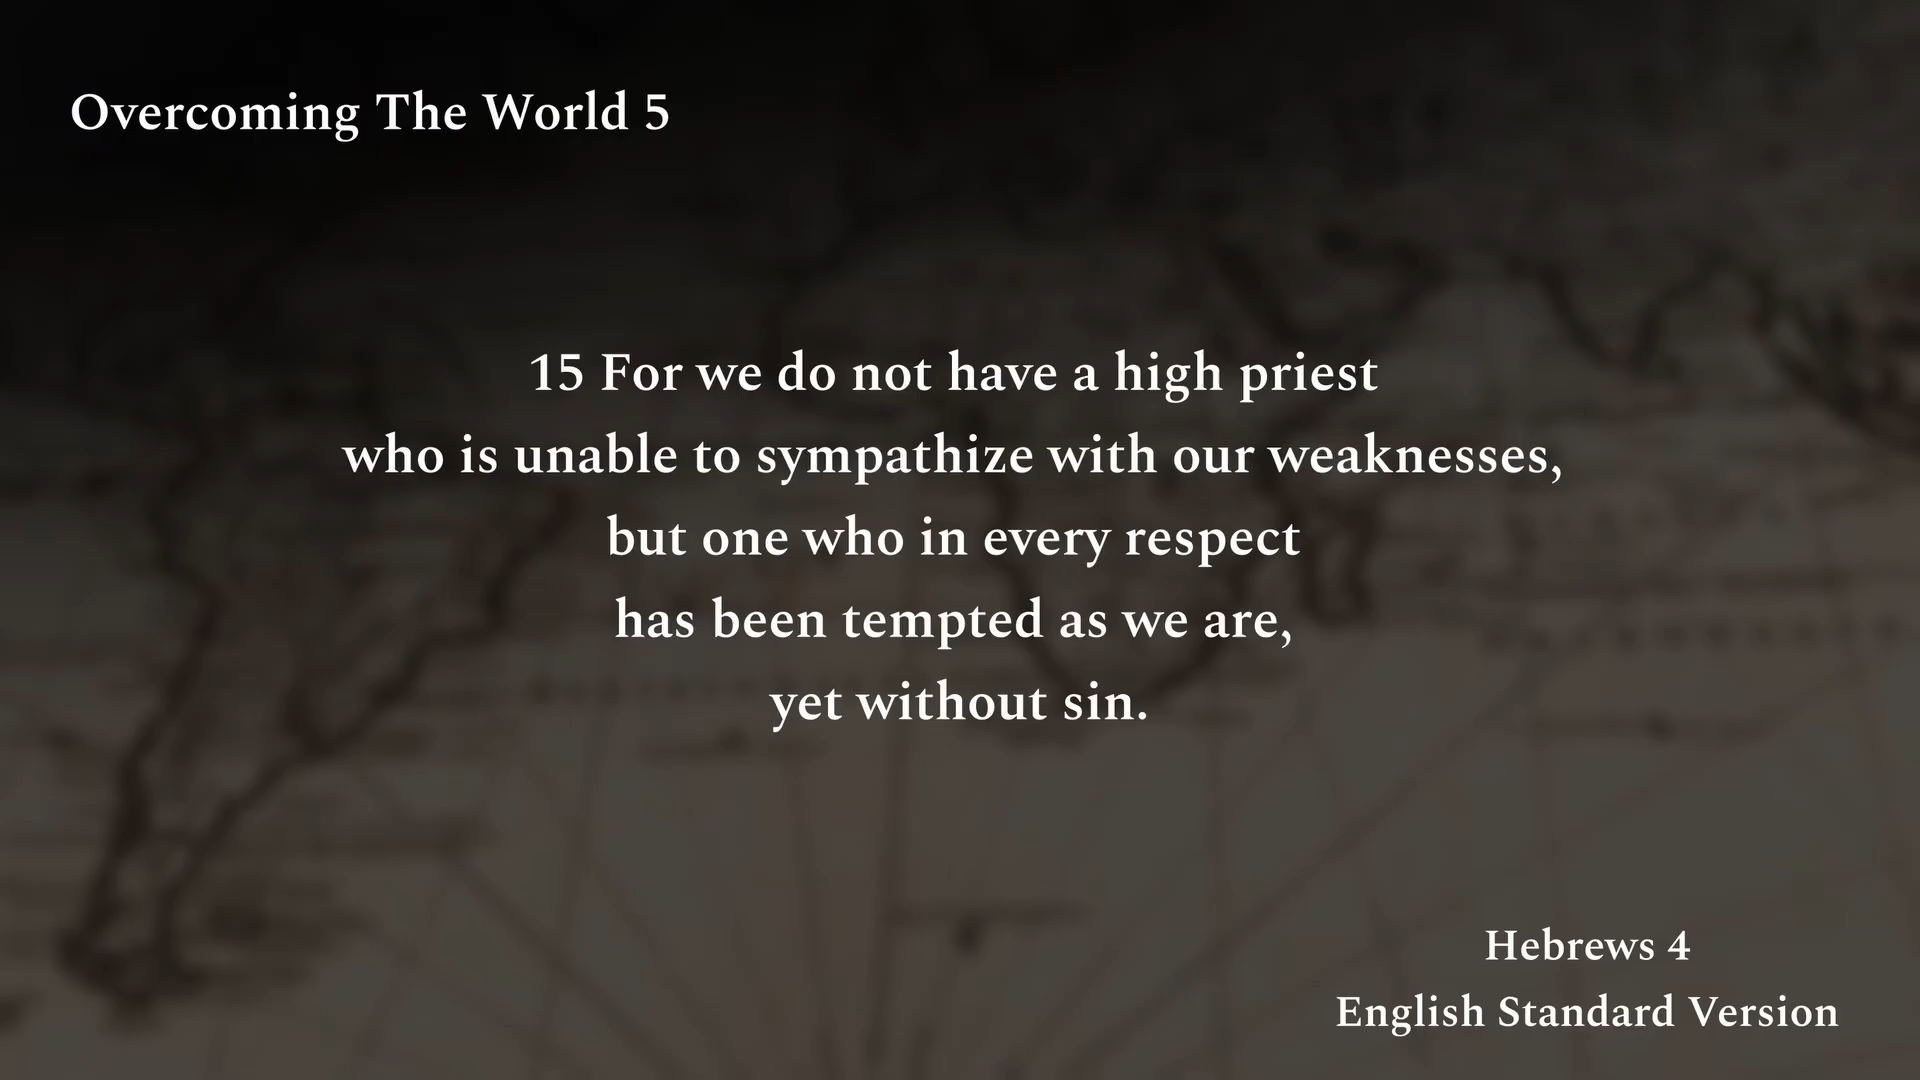 Overcoming The World 5
15 For we do not have a high priest
who is unable to sympathize with our weaknesses,
but one who in every respect
has been tempted as we are,
yet without sin.
Hebrews 4
English Standard Version